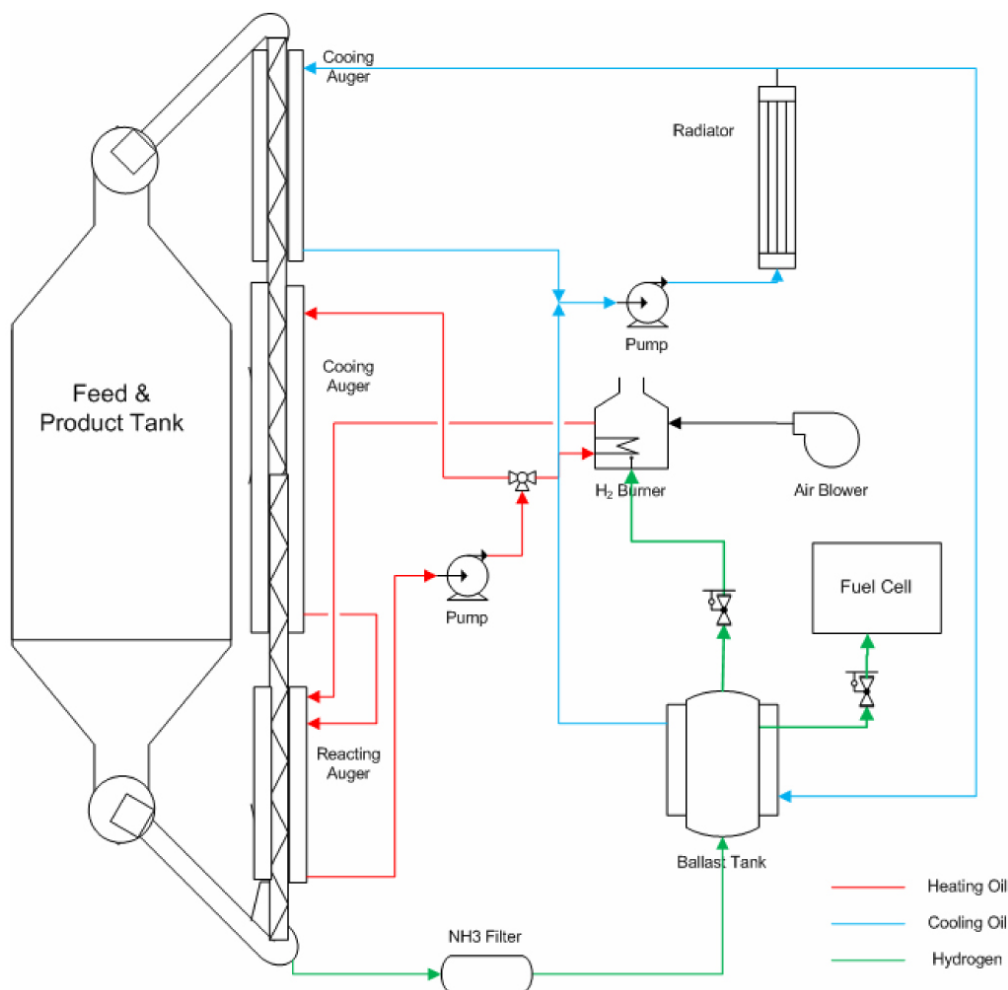 Cooing
Auger
Radiator
Pump
Feed &
Product Tank
Cooing
Auger
H2 Burner
Air Blower
Pump
Fuel Cell
Reacting
Auger
Ballast Tank
Heating Oil
Cooling Oil
Hydrogen
NH3 Filter